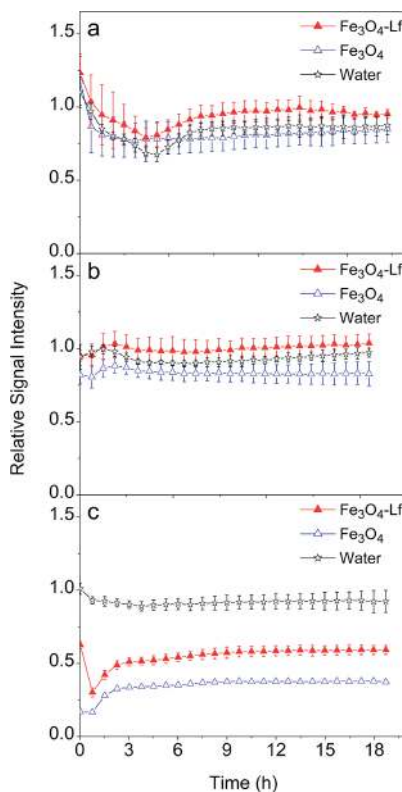 Relative Signal Intensity
1.5
1.0
0.5
0.0
a
Fe₃O₄-Lf
Fe₃O₄
Water
1.5
1.0
0.5
0.0
b
Fe₃O₄-Lf
Fe₃O₄
Water
1.5
1.0
0.5
0.0
c
Fe₃O₄-Lf
Fe₃O₄
Water
0 3 6 9 12 15 18
Time (h)